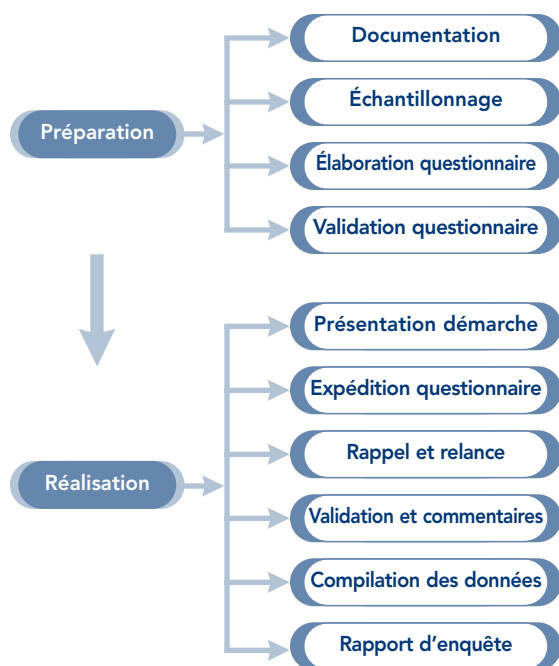 Préparation
Documentation
Échantillonnage
Élaboration questionnaire
Validation questionnaire
Réalisation
Présentation démarche
Expédition questionnaire
Rappel et relance
Validation et commentaires
Compilation des données
Rapport d’enquête